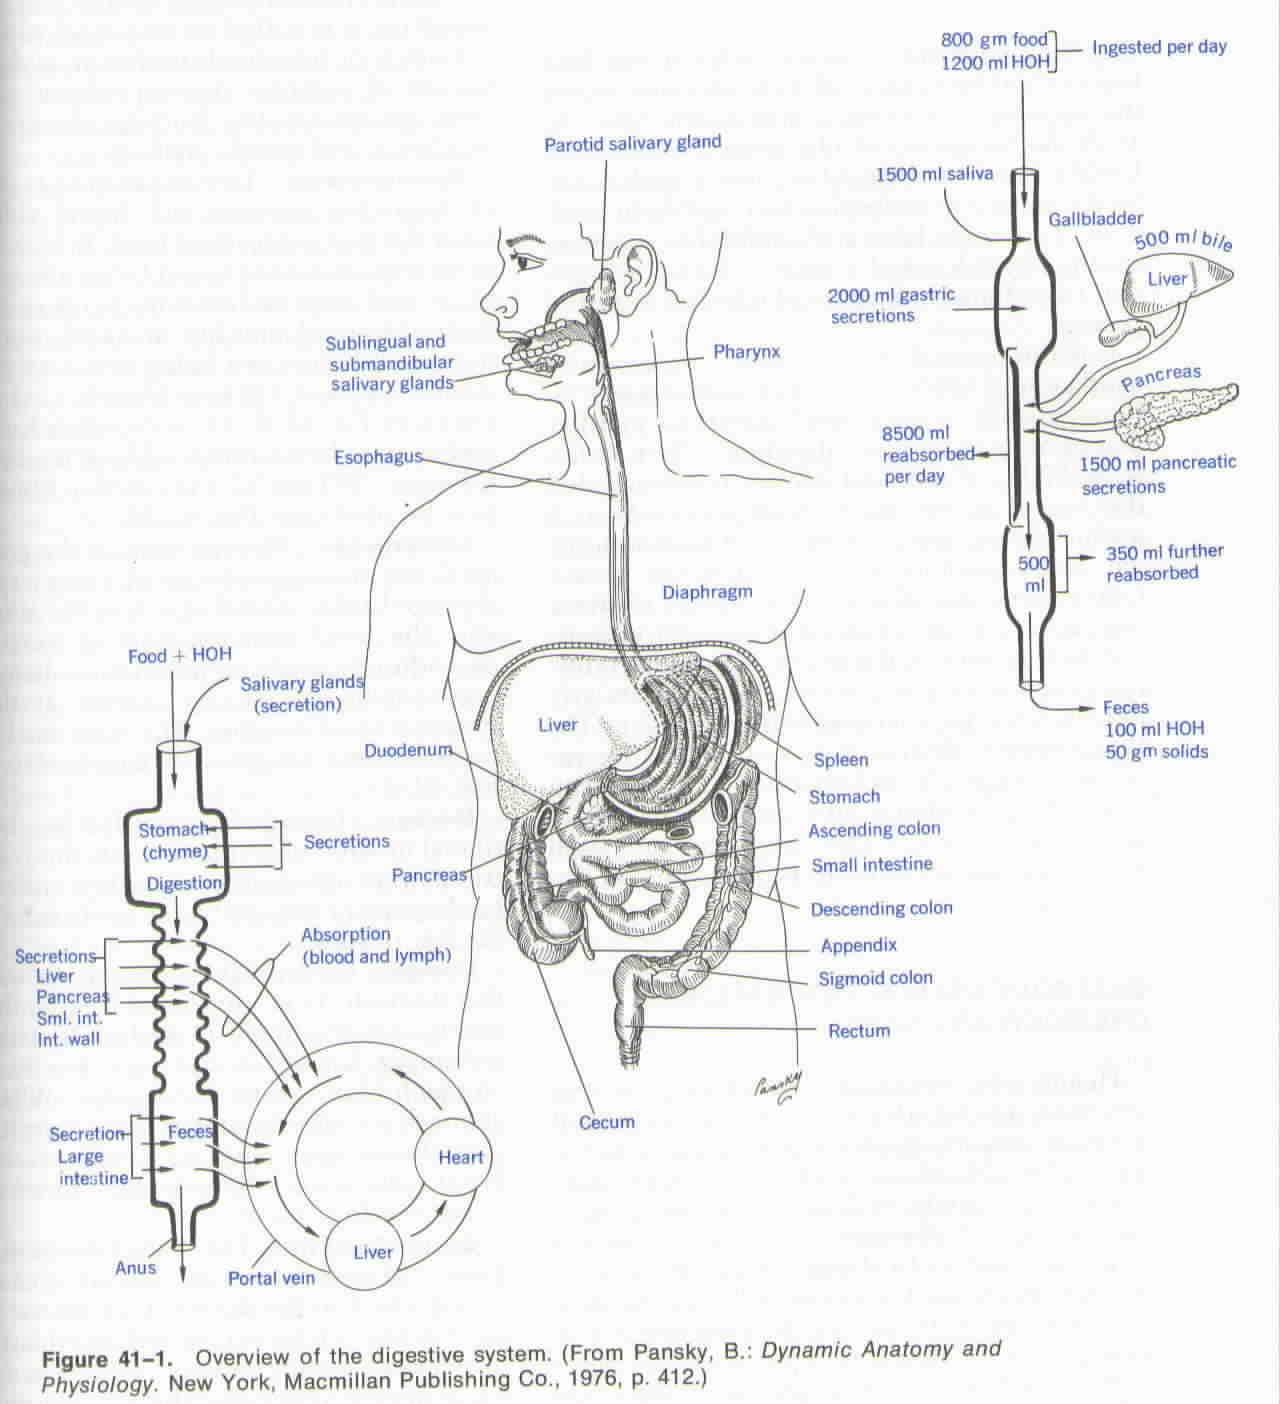 800 gm food
1200 ml HOH
Ingested per day
Parotid salivary gland
1500 ml saliva
Gallbladder
500 ml bile
Liver
2000 ml gastric
secretions
Sublingual and
submandibular
salivary glands
Pharynx
Pancreas
8500 ml
reabsorbed
per day
Esophagus
1500 ml pancreatic
secretions
500
ml
350 ml further
reabsorbed
Diaphragm
Food + HOH
Salivary glands
(secretion)
Feces
100 ml HOH
50 gm solids
Liver
Duodenum
Spleen
Stomach
Ascending colon
Small intestine
Descending colon
Appendix
Sigmoid colon
Rectum
Pancreas
Stomach
(chyme)
Digestion
Secretions
Absorption
(blood and lymph)
Secretions
Liver
Pancreas
Sml. int.
Int. wall
Pansky
Cecum
Secretion
Large
intestine
Feces
Heart
Liver
Anus
Portal vein
Figure 41–1. Overview of the digestive system. (From Pansky, B.: Dynamic Anatomy and
Physiology. New York, Macmillan Publishing Co., 1976, p. 412.)